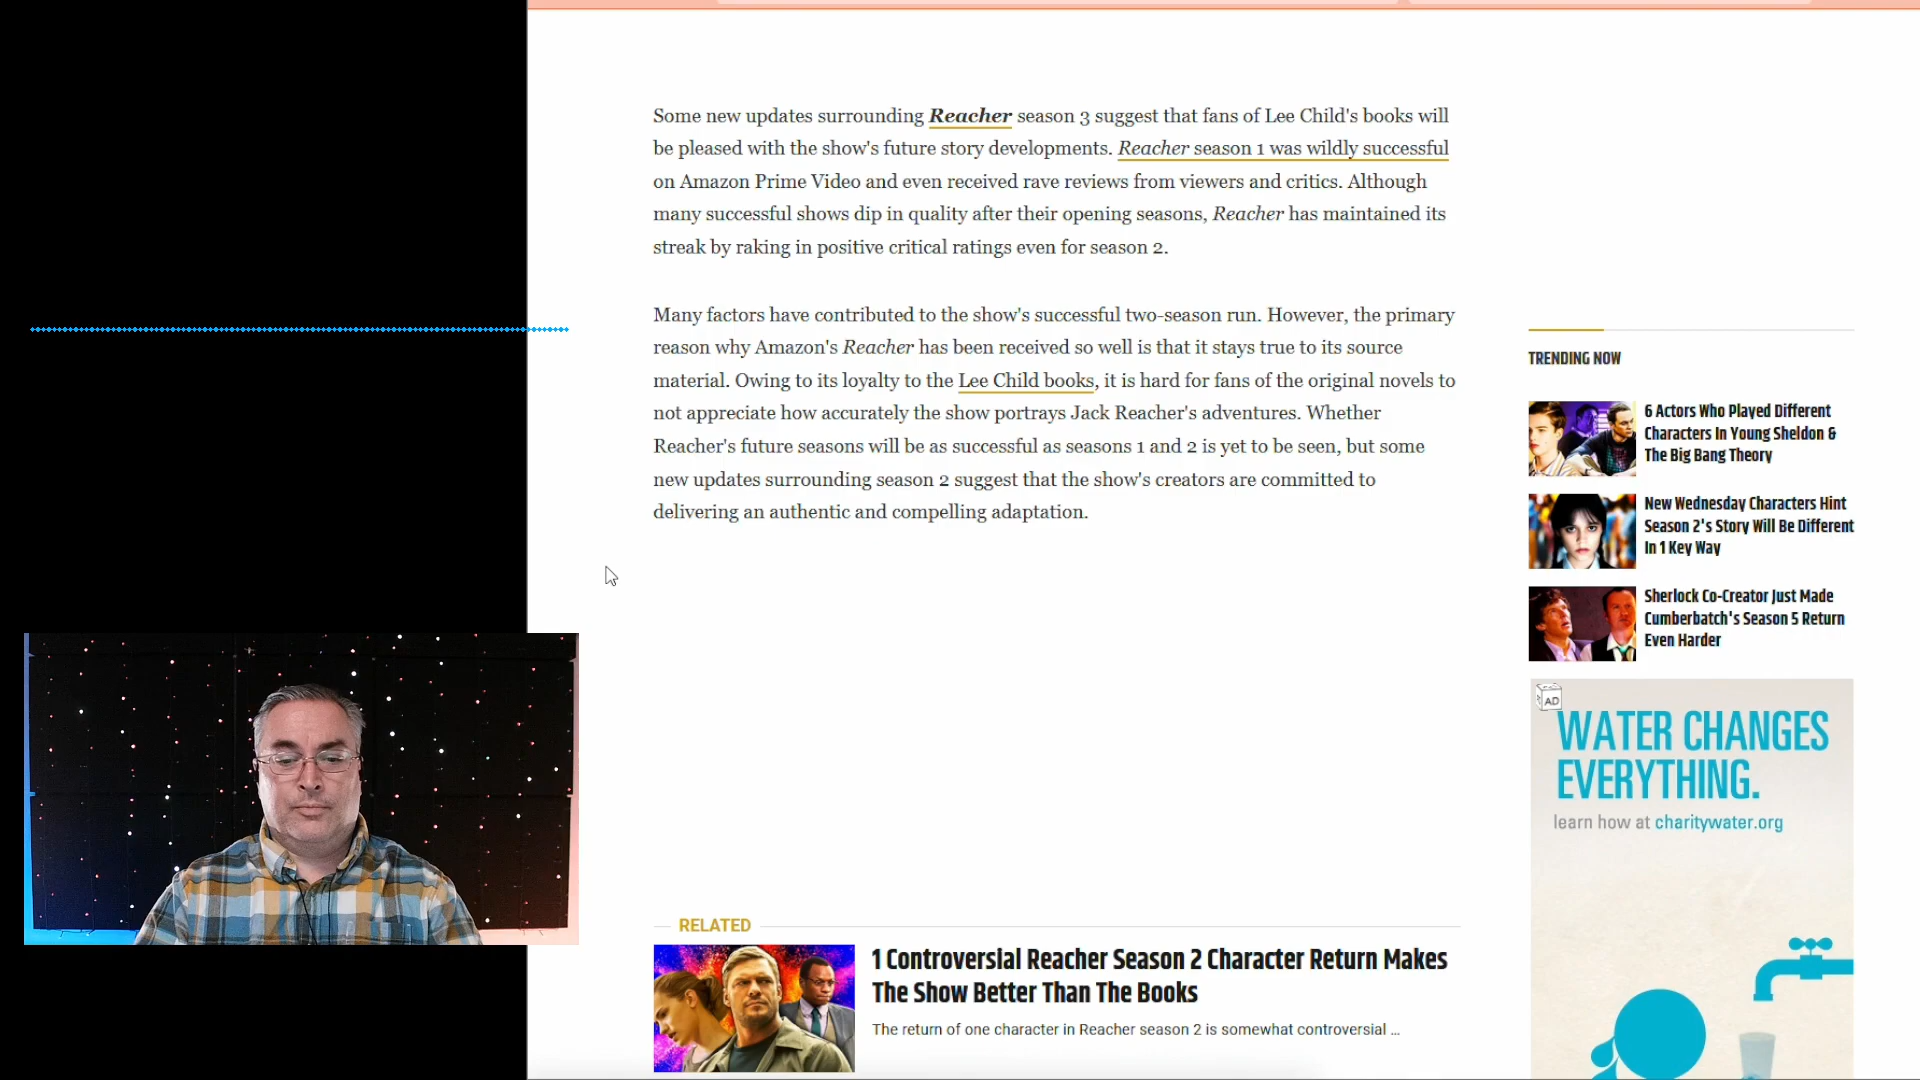 Some new updates surrounding Reacher season 3 suggest that fans of Lee Child's books will
be pleased with the show's future story developments. Reacher season 1 was wildly successful
on Amazon Prime Video and even received rave reviews from viewers and critics. Although
many successful shows dip in quality after their opening seasons, Reacher has maintained its
streak by raking in positive critical ratings even for season 2.
Many factors have contributed to the show's successful two-season run. However, the primary
reason why Amazon's Reacher has been received so well is that it stays true to its source
material. Owing to its loyalty to the Lee Child books, it is hard for fans of the original novels to
not appreciate how accurately the show portrays Jack Reacher's adventures. Whether
Reacher's future seasons will be as successful as seasons 1 and 2 is yet to be seen, but some
new updates surrounding season 2 suggest that the show's creators are committed to
delivering an authentic and compelling adaptation.
RELATED
1 Controversial Reacher Season 2 Character Return Makes
The Show Better Than The Books
The return of one character in Reacher season 2 is somewhat controversial ...
TRENDING NOW
6 Actors Who Played Different
Characters In Young Sheldon &
The Big Bang Theory
New Wednesday Characters Hint
Season 2's Story Will Be Different
In 1 Key Way
Sherlock Co-Creator Just Made
Cumberbatch's Season 5 Return
Even Harder
AD
WATER CHANGES
EVERYTHING.
learn how at charitywater.org